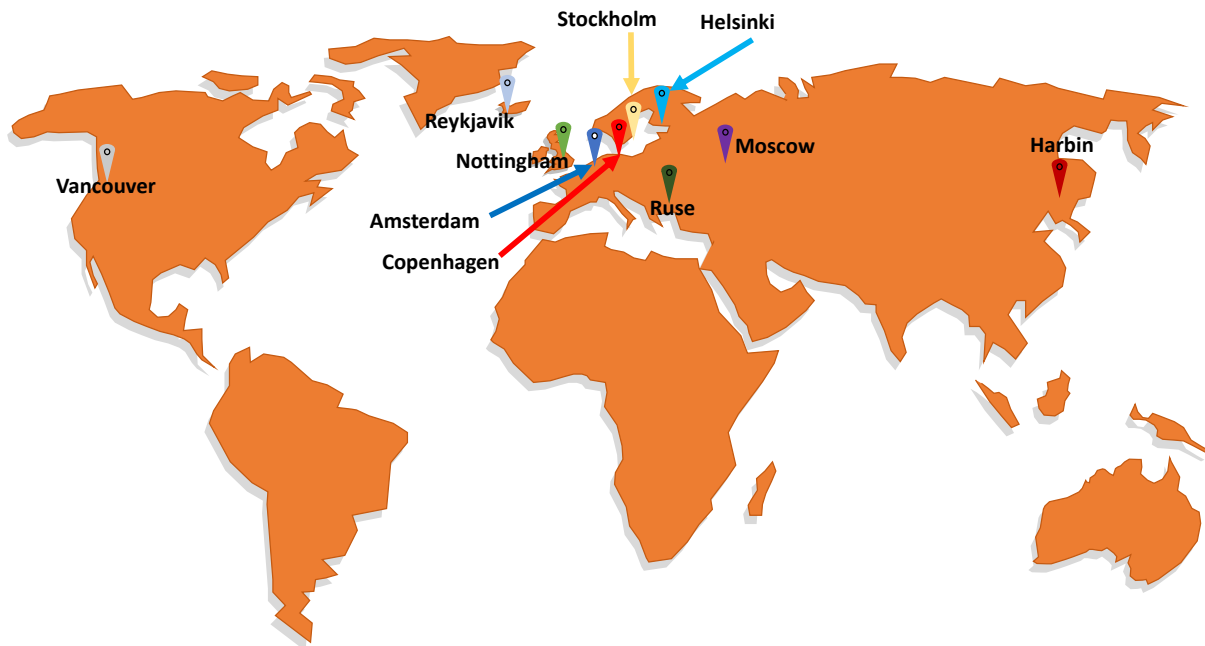 Stockholm
Helsinki
Reykjavik
Nottingham
Moscow
Harbin
Vancouver
Amsterdam
Ruse
Copenhagen